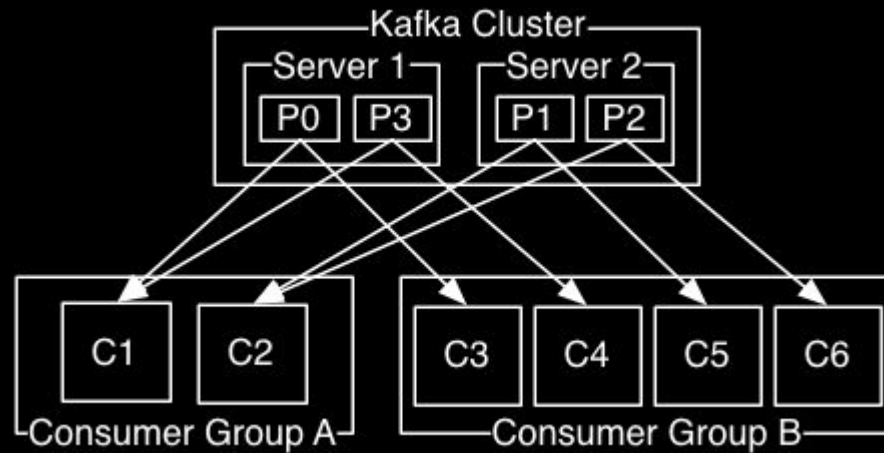 Kafka Cluster
Server 1
Server 2
P0
P3
P1
P2
C1
C2
C3
C4
C5
C6
Consumer Group A
Consumer Group B